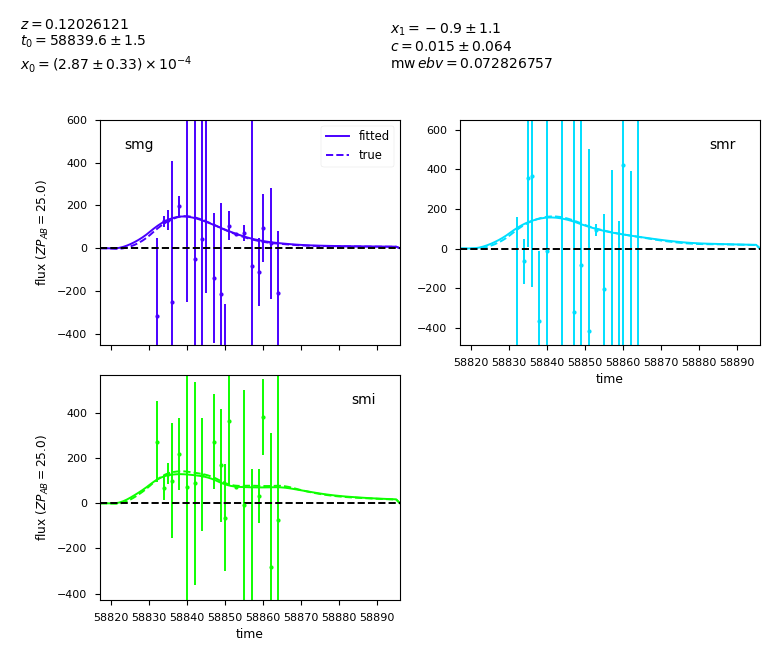 z = 0.12026121
t₀ = 58839.6 ± 1.5
x₀ = (2.87 ± 0.33) × 10⁻⁴
x₁ = −0.9 ± 1.1
c = 0.015 ± 0.064
mw ebv = 0.072826757
smg
fitted
true
600
400
200
0
−200
−400
flux (ZP_AB = 25.0)
smr
600
400
200
0
−200
−400
58820 58830 58840 58850 58860 58870 58880 58890
time
smi
400
200
0
−200
−400
flux (ZP_AB = 25.0)
58820 58830 58840 58850 58860 58870 58880 58890
time